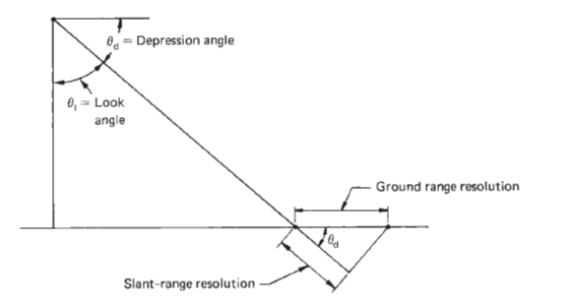 θd = Depression angle
θl = Look
angle
Ground range resolution
θd
Slant-range resolution